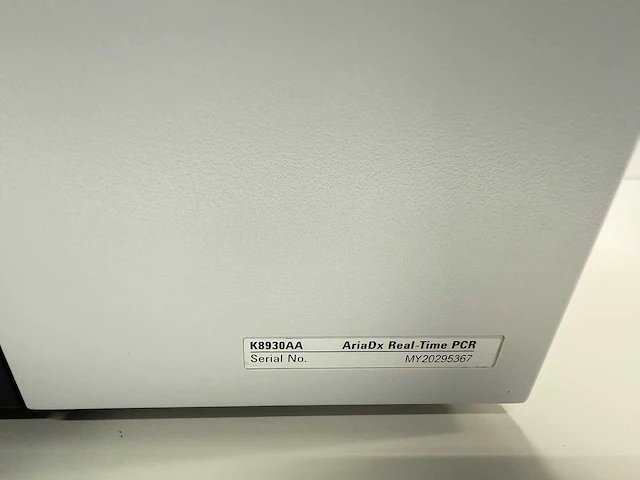 K8930AA AriaDx Real-Time PCR
Serial No. MY20295367